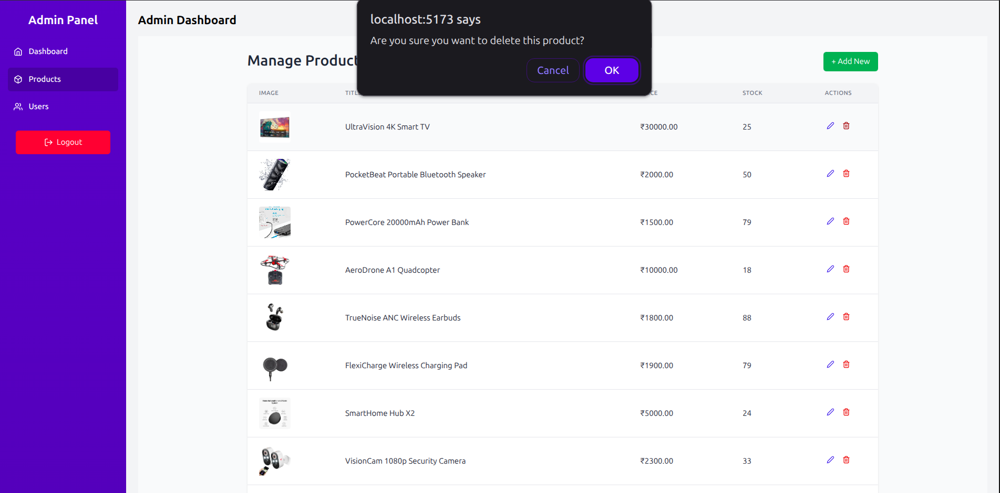 Admin Panel
Dashboard
Products
Users
Logout
Admin Dashboard
localhost:5173 says
Are you sure you want to delete this product?
Cancel
OK
Manage Product
+ Add New
IMAGE
STOCK
ACTIONS
UltraVision 4K Smart TV ₹30000.00 25
PocketBeat Portable Bluetooth Speaker ₹2000.00 50
PowerCore 20000mAh Power Bank ₹1500.00 79
AeroDrone A1 Quadcopter ₹10000.00 18
TrueNoise ANC Wireless Earbuds ₹1800.00 88
FlexiCharge Wireless Charging Pad ₹1900.00 79
SmartHome Hub X2 ₹5000.00 24
VisionCam 1080p Security Camera ₹2300.00 33